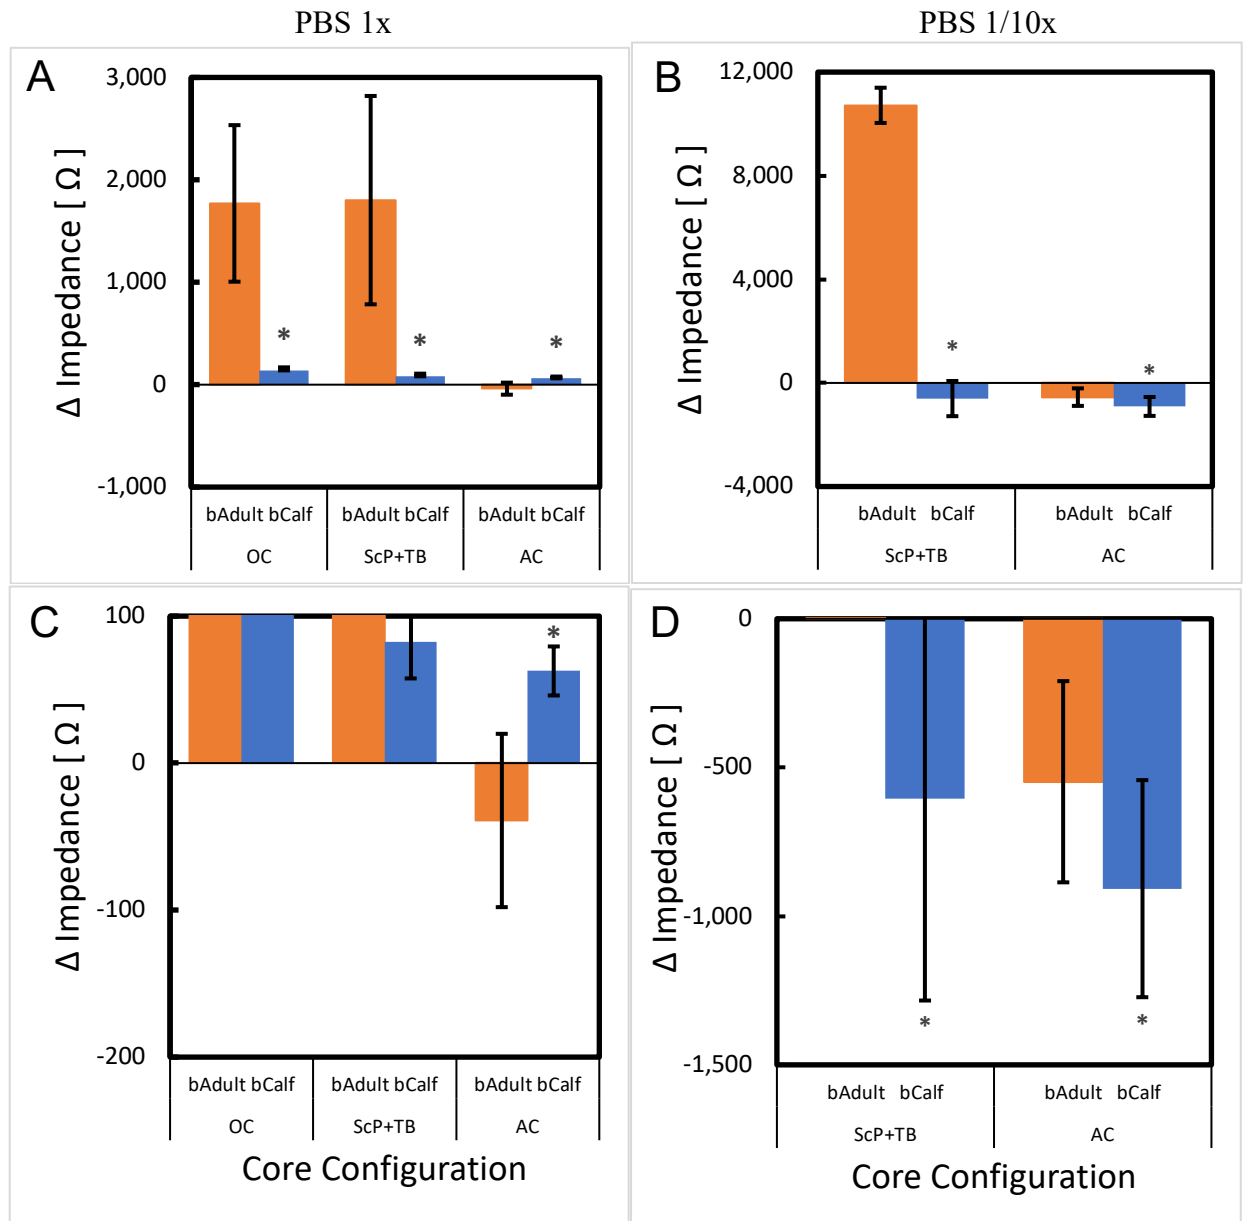 PBS 1x
PBS 1/10x
A
Δ Impedance [ Ω ]
3,000
2,000
1,000
0
-1,000
*
*
*
bAdult bCalf bAdult bCalf bAdult bCalf
OC ScP+TB AC
B
Δ Impedance [ Ω ]
12,000
8,000
4,000
0
-4,000
*
*
bAdult bCalf bAdult bCalf
ScP+TB AC
C
Δ Impedance [ Ω ]
100
0
-100
-200
*
bAdult bCalf bAdult bCalf bAdult bCalf
OC ScP+TB AC
Core Configuration
D
Δ Impedance [ Ω ]
0
-500
-1,000
-1,500
*
*
bAdult bCalf bAdult bCalf
ScP+TB AC
Core Configuration